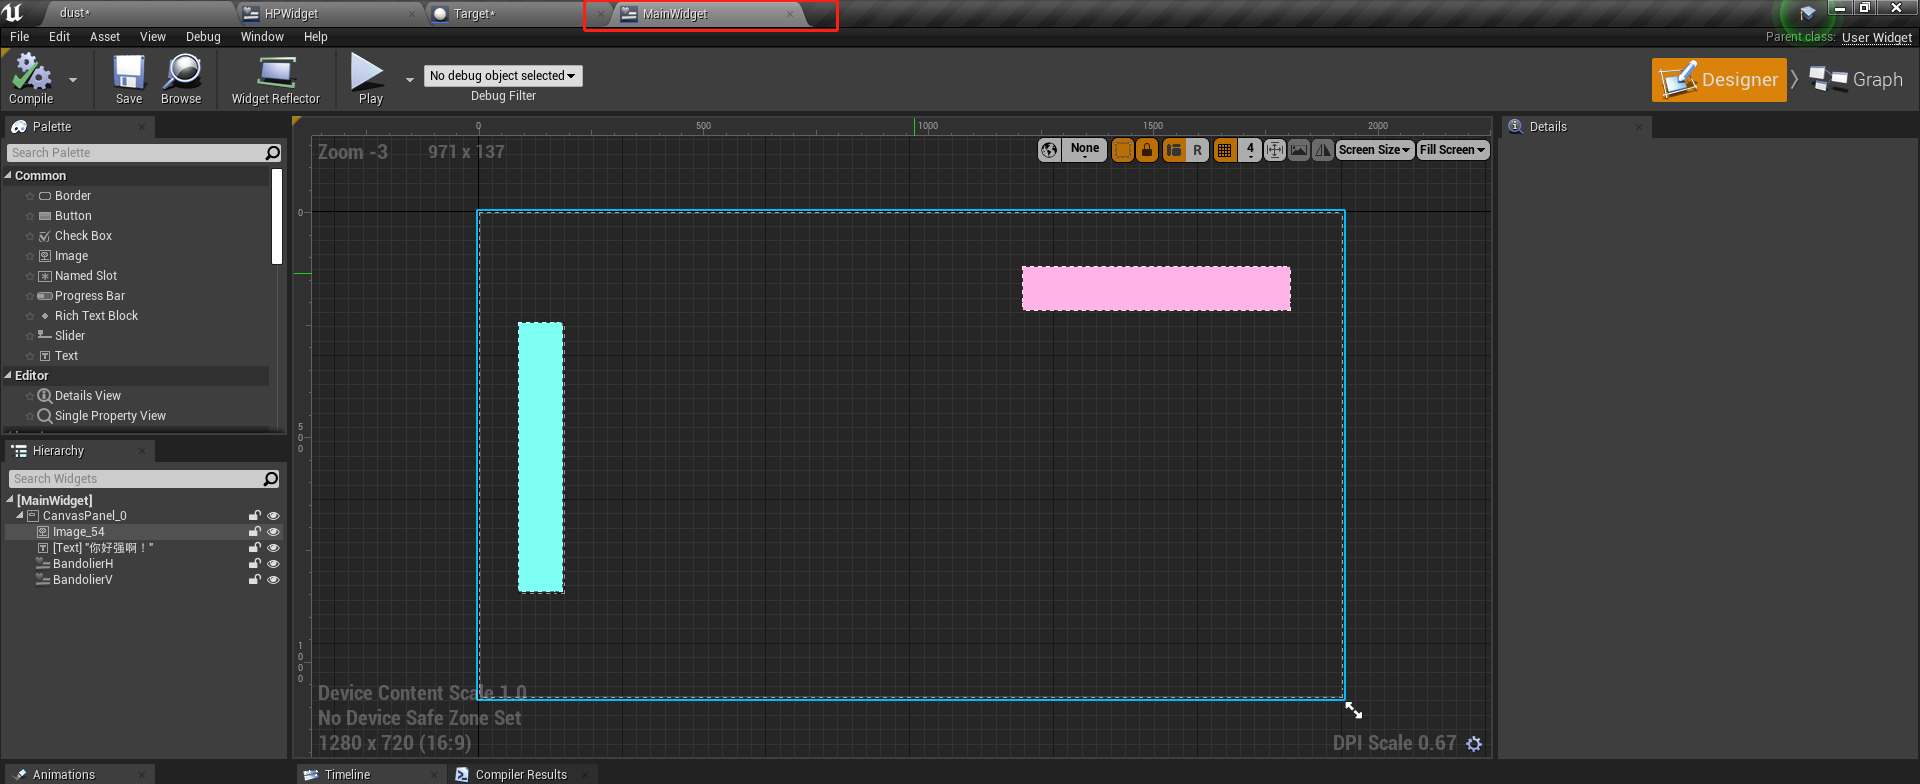 dust*
HPWidget
Target*
MainWidget
File Edit Asset View Debug Window Help
Parent class: User Widget
Compile
Save
Browse
Widget Reflector
Play
No debug object selected
Debug Filter
Designer
Graph
Palette
Search Palette
Common
Border
Button
Check Box
Image
Named Slot
Progress Bar
Rich Text Block
Slider
Text
Editor
Details View
Single Property View
Hierarchy
Search Widgets
[MainWidget]
CanvasPanel_0
Image_54
[Text] "你好强啊！"
BandolierH
BandolierV
Animations
0 500 1000 1500 2000
Zoom -3 971 x 137
None
R
4
Screen Size
Fill Screen
0
500
1000
Device Content Scale 1.0
No Device Safe Zone Set
1280 x 720 (16:9)
DPI Scale 0.67
Timeline
Compiler Results
Details